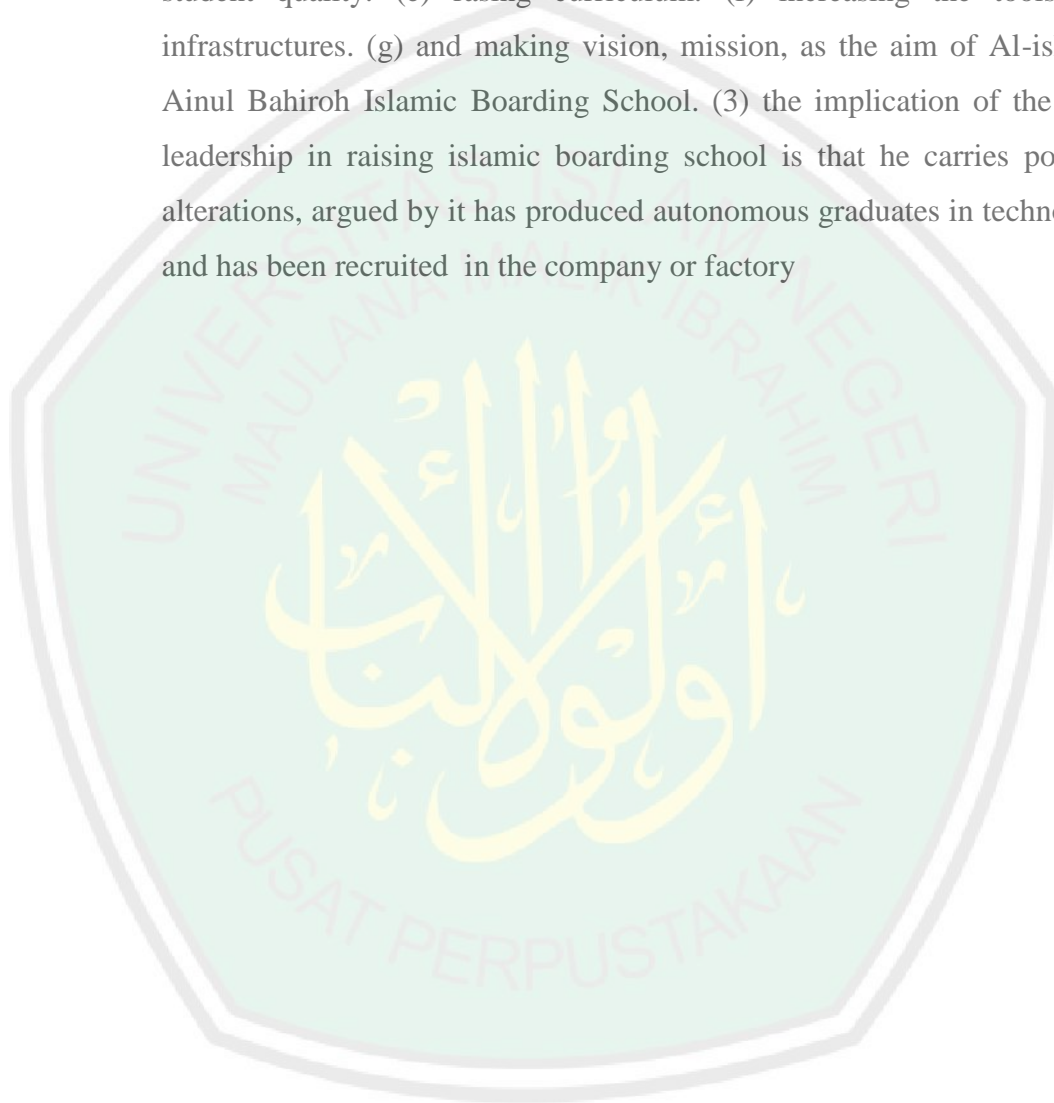 student quality. (e) rasing curriculum. (f) increasing the tools
infrastructures. (g) and making vision, mission, as the aim of Al-is
Ainul Bahiroh Islamic Boarding School. (3) the implication of the
leadership in raising islamic boarding school is that he carries po
alterations, argued by it has produced autonomous graduates in techno
and has been recruited in the company or factory
UNIVERSITAS ISLAM NEGERI
MAULANA MALIK IBRAHIM
أولوا الألباب
PUSAT PERPUSTAKAAN